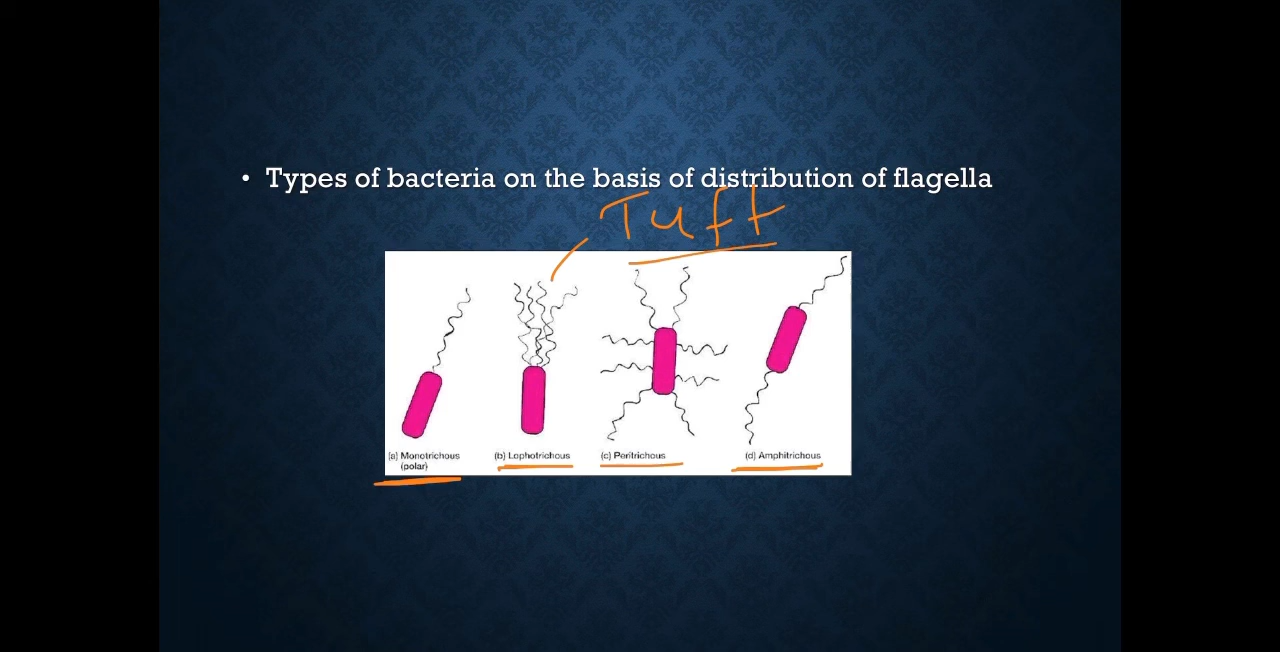 • Types of bacteria on the basis of distribution of flagella
Tuft
(a) Monotrichous
(polar)
(b) Lophotrichous
(c) Peritrichous
(d) Amphitrichous